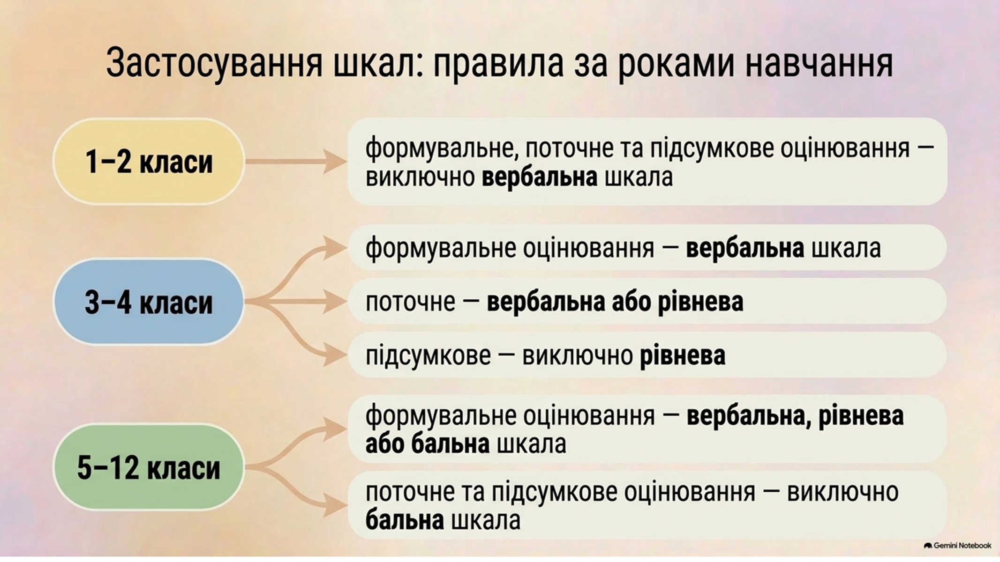 Застосування шкал: правила за роками навчання
1–2 класи
формувальне, поточне та підсумкове оцінювання —
виключно вербальна шкала
3–4 класи
формувальне оцінювання — вербальна шкала
поточне — вербальна або рівнева
підсумкове — виключно рівнева
5–12 класи
формувальне оцінювання — вербальна, рівнева
або бальна шкала
поточне та підсумкове оцінювання — виключно
бальна шкала
Gemini Notebook